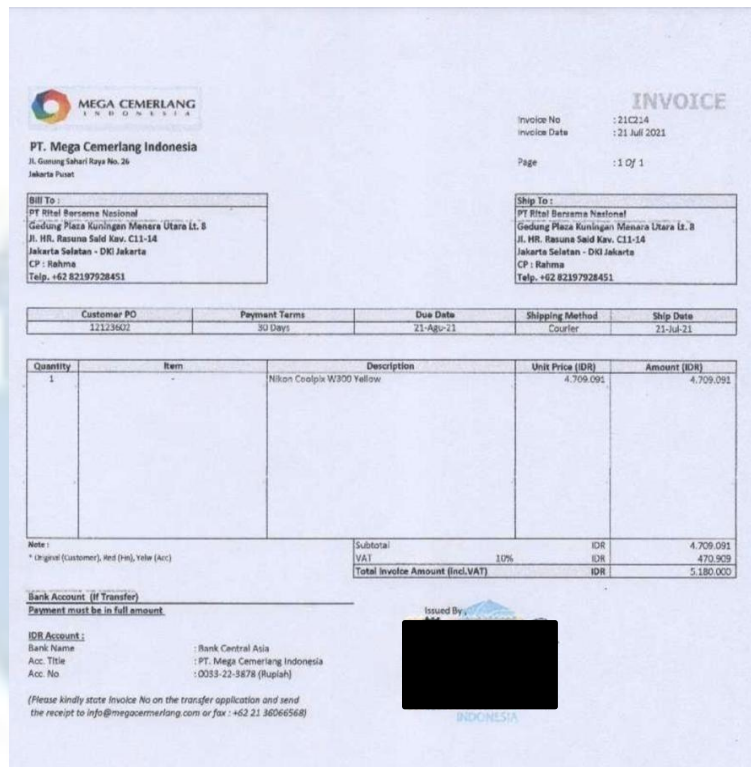 MEGA CEMERLANG
INDONESIA
INVOICE
Invoice No : 21C214
Invoice Date : 21 Juli 2021
PT. Mega Cemerlang Indonesia
Jl. Gunung Sahari Raya No. 26
Jakarta Pusat
Page : 1 Of 1
Bill To :
PT Ritel Bersama Nasional
Gedung Plaza Kuningan Menara Utara Lt. 8
Jl. HR. Rasuna Said Kav. C11-14
Jakarta Selatan - DKI Jakarta
CP : Rahma
Telp. +62 82197928451
Ship To :
PT Ritel Bersama Nasional
Gedung Plaza Kuningan Menara Utara Lt. 8
Jl. HR. Rasuna Said Kav. C11-14
Jakarta Selatan - DKI Jakarta
CP : Rahma
Telp. +62 82197928451
Customer PO Payment Terms Due Date Shipping Method Ship Date
12123602 30 Days 21-Agu-21 Courier 21-Jul-21
Quantity Item Description Unit Price (IDR) Amount (IDR)
1 - Nikon Coolpix W300 Yellow 4.709.091 4.709.091
Note :
* Original (Customer), Red (Fin), Yelw (Acc)
Subtotal IDR 4.709.091
VAT 10% IDR 470.909
Total Invoice Amount (Incl.VAT) IDR 5.180.000
Bank Account (If Transfer)
Payment must be in full amount
Issued By,
IDR Account :
Bank Name : Bank Central Asia
Acc. Title : PT. Mega Cemerlang Indonesia
Acc. No : 0033-22-3878 (Rupiah)
(Please kindly state Invoice No on the transfer application and send
the receipt to info@megacermerlang.com or fax : +62 21 36066568)
INDONESIA